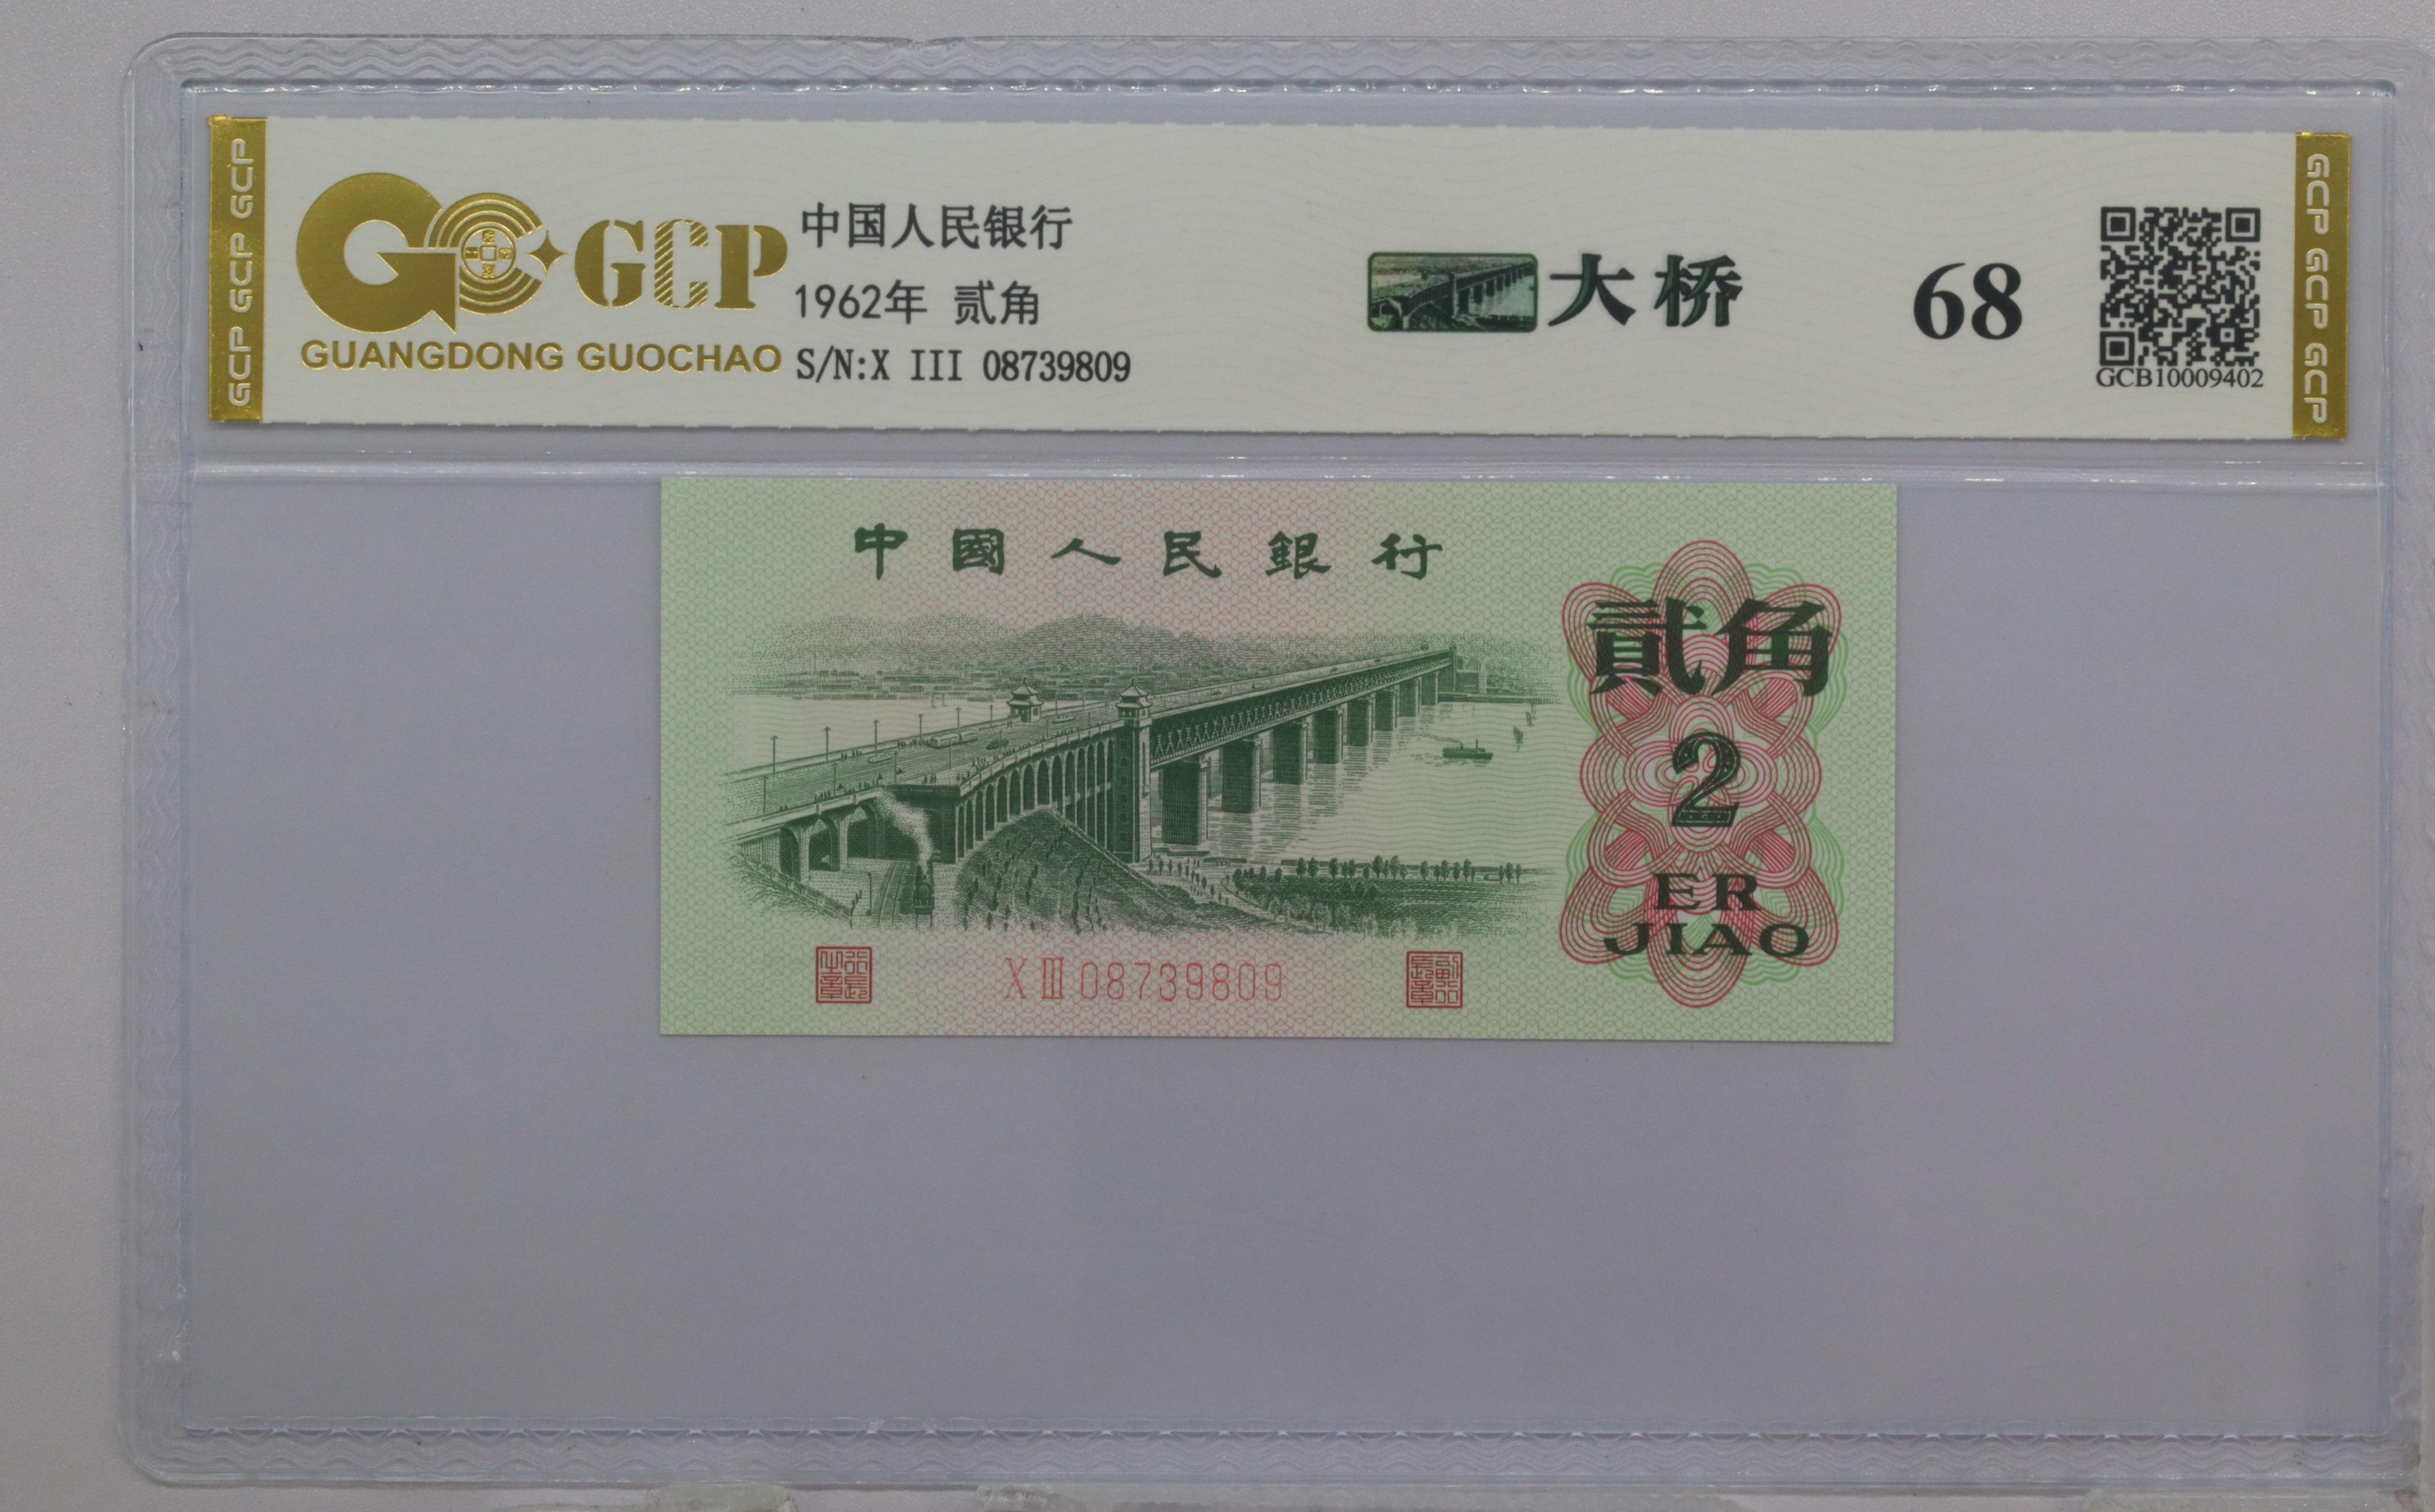 GCP GCP GCP
GCP
GUANGDONG GUOCHAO
中国人民银行
1962年 贰角
S/N:X III 08739809
大桥
68
GCB10009402
GCP GCP GCP
中國人民銀行
貳角
2
ER
JIAO
X III 08739809